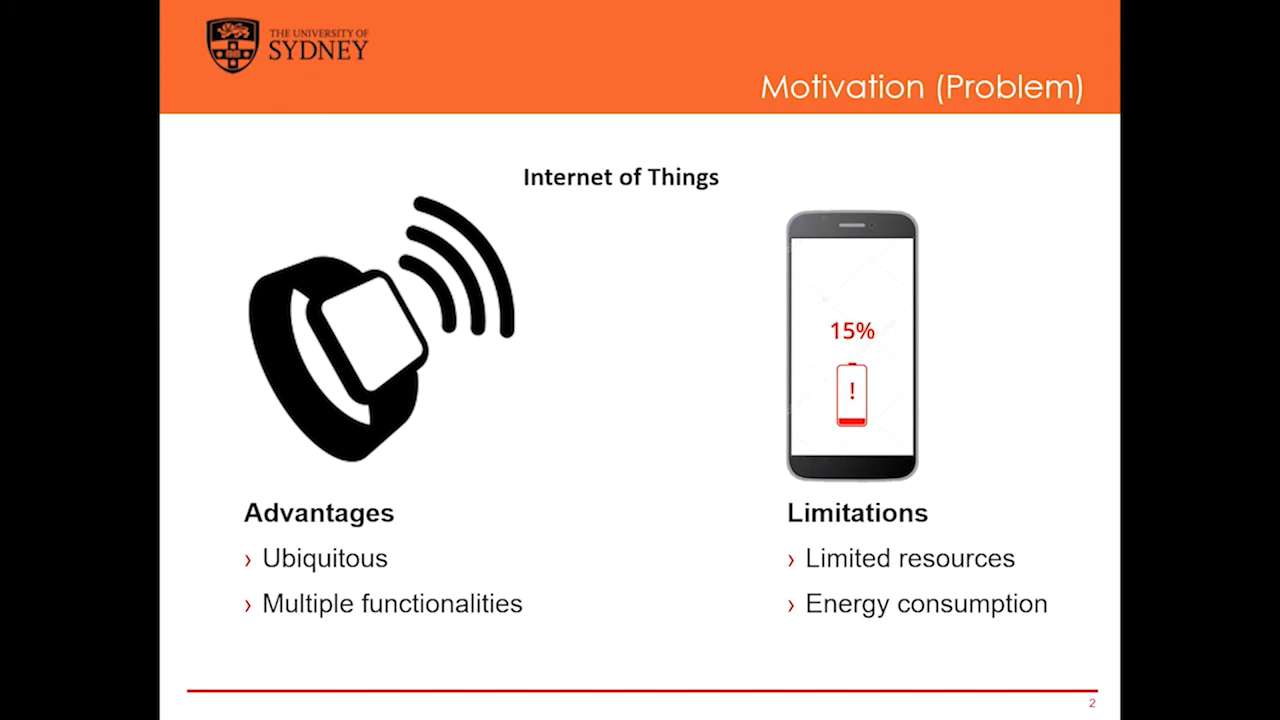 THE UNIVERSITY OF
SYDNEY
Motivation (Problem)
Internet of Things
15%
!
Advantages
› Ubiquitous
› Multiple functionalities
Limitations
› Limited resources
› Energy consumption
2